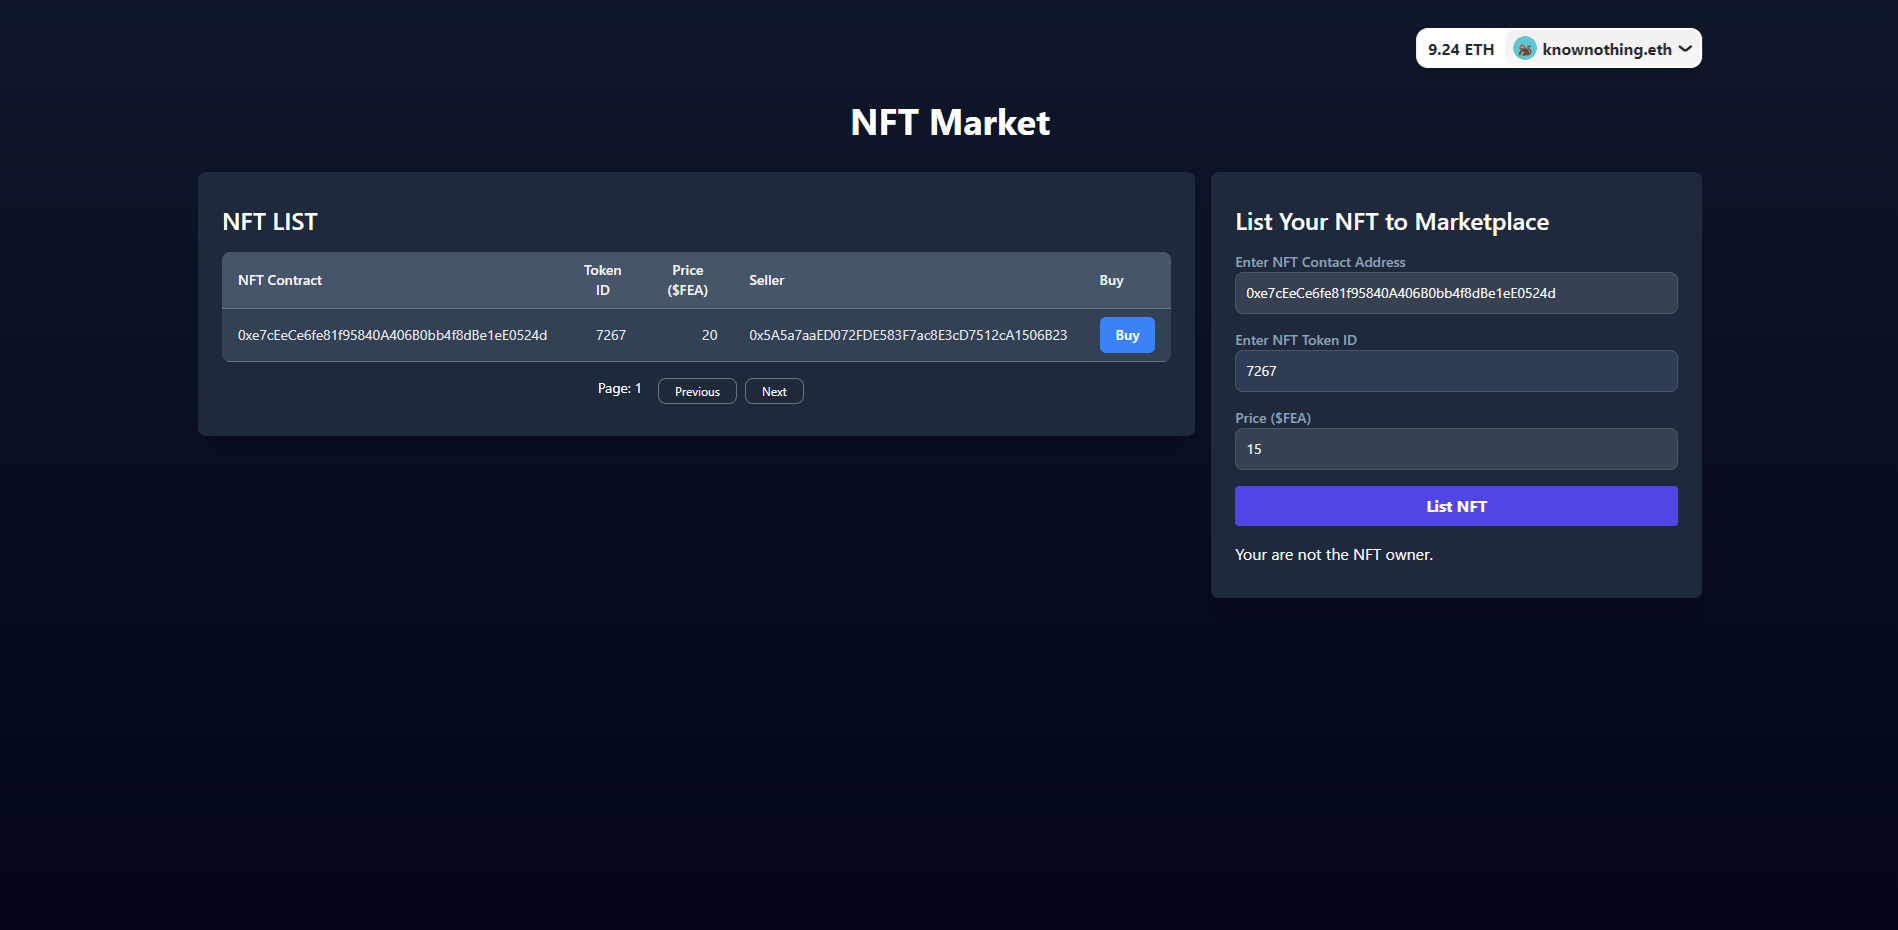 9.24 ETH knownothing.eth
NFT Market
NFT LIST
NFT Contract Token ID Price ($FEA) Seller Buy
0xe7cEeCe6fe81f95840A406B0bb4f8dBe1eE0524d 7267 20 0x5A5a7aaED072FDE583F7ac8E3cD7512cA1506B23 Buy
Page: 1 Previous Next
List Your NFT to Marketplace
Enter NFT Contact Address
0xe7cEeCe6fe81f95840A406B0bb4f8dBe1eE0524d
Enter NFT Token ID
7267
Price ($FEA)
15
List NFT
Your are not the NFT owner.